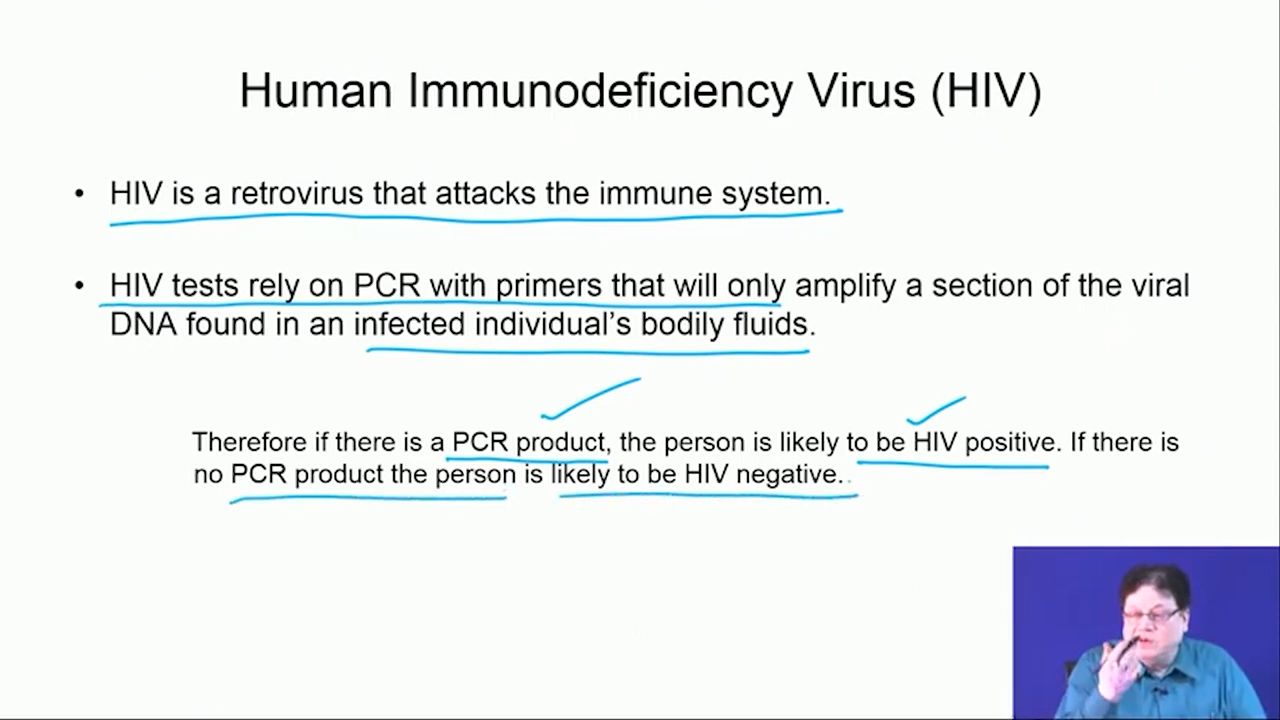 Human Immunodeficiency Virus (HIV)
• HIV is a retrovirus that attacks the immune system.
• HIV tests rely on PCR with primers that will only amplify a section of the viral
DNA found in an infected individual's bodily fluids.
Therefore if there is a PCR product, the person is likely to be HIV positive. If there is
no PCR product the person is likely to be HIV negative..